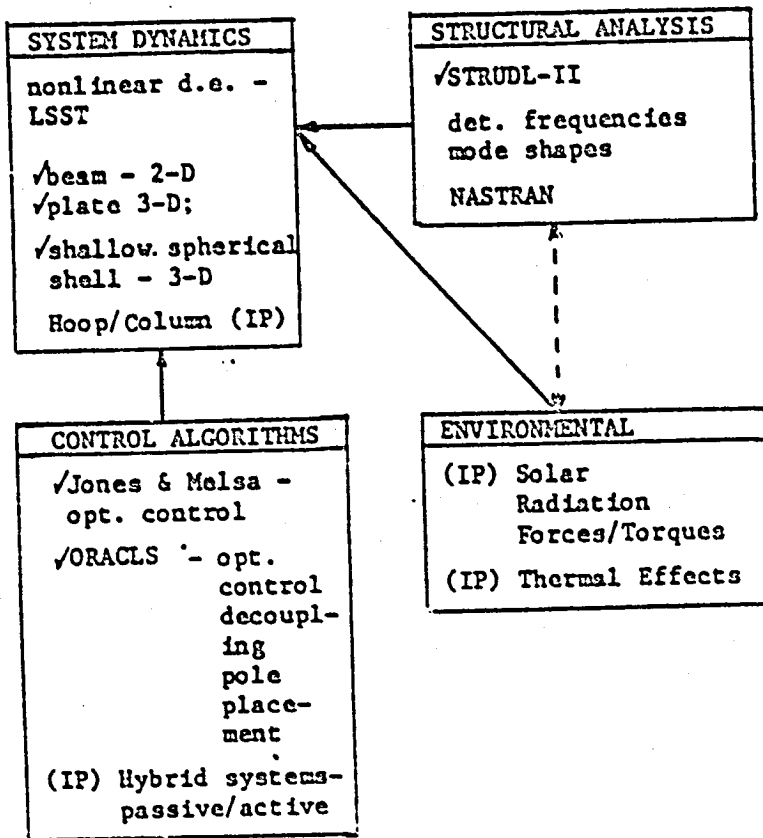 SYSTEM DYNAMICS
nonlinear d.e. -
LSST
✓beam - 2-D
✓plate 3-D;
✓shallow. spherical
shell - 3-D
Hoop/Column (IP)
STRUCTURAL ANALYSIS
✓STRUDL-II
det. frequencies
mode shapes
NASTRAN
CONTROL ALGORITHMS
✓Jones & Melsa -
opt. control
✓ORACLS - opt.
control
decoupl-
ing
pole
place-
ment
(IP) Hybrid systems-
passive/active
ENVIRONMENTAL
(IP) Solar
Radiation
Forces/Torques
(IP) Thermal Effects